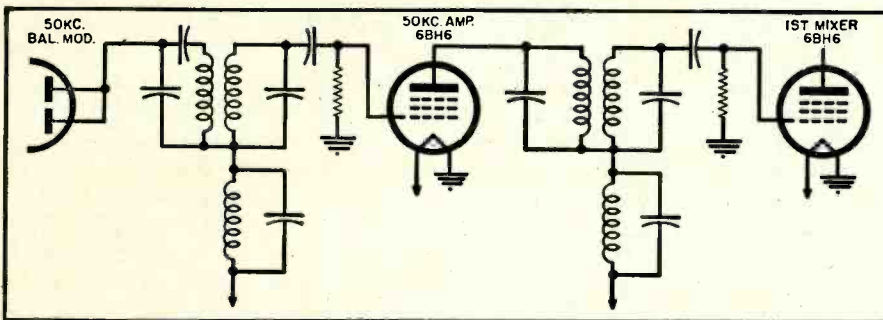 50KC.
BAL. MOD.
50KC. AMP.
6BH6
1ST MIXER
6BH6